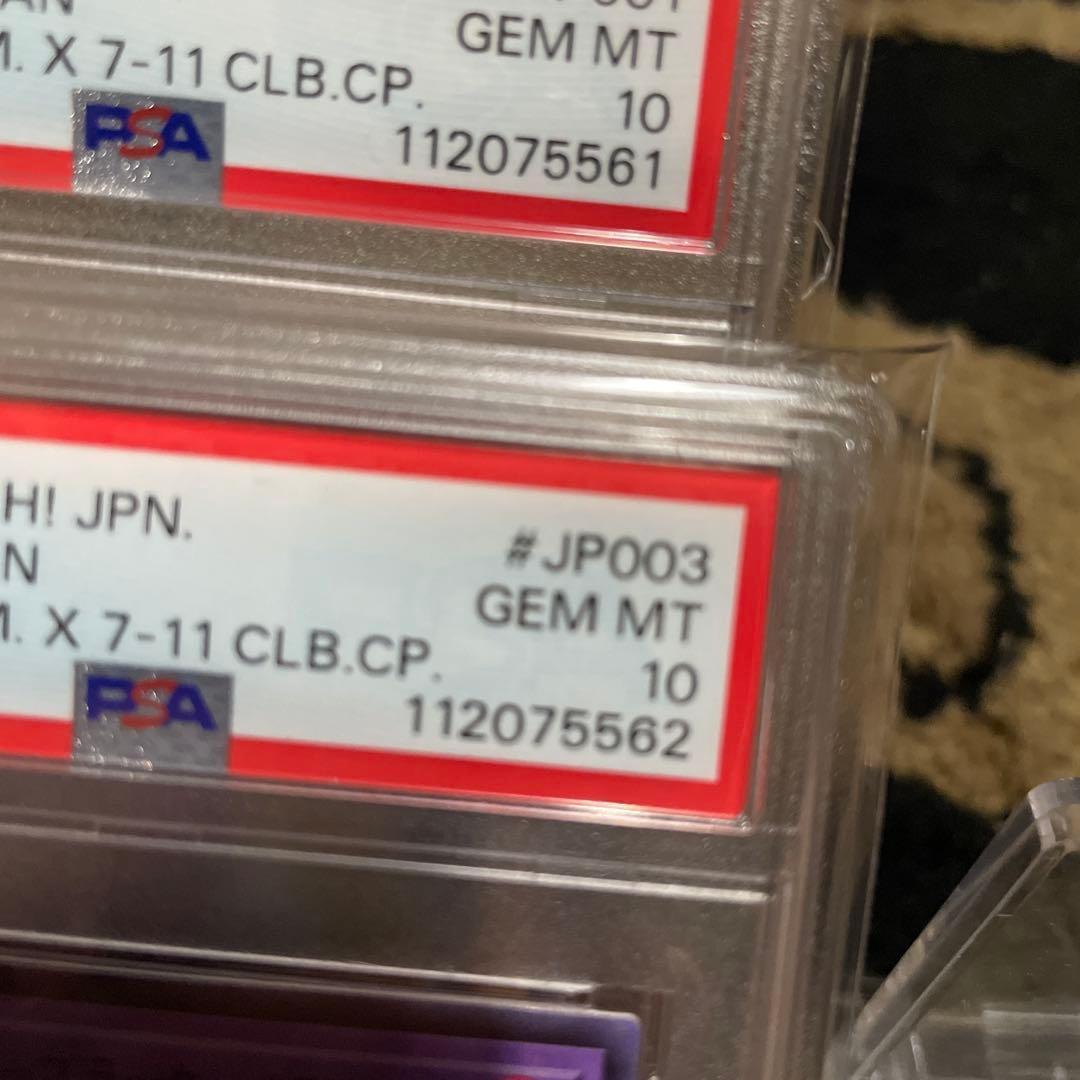 AN
GEM MT
M. X 7-11 CLB.CP.
10
PSA
112075561
H! JPN.
#JP003
N
GEM MT
M. X 7-11 CLB.CP.
10
PSA
112075562